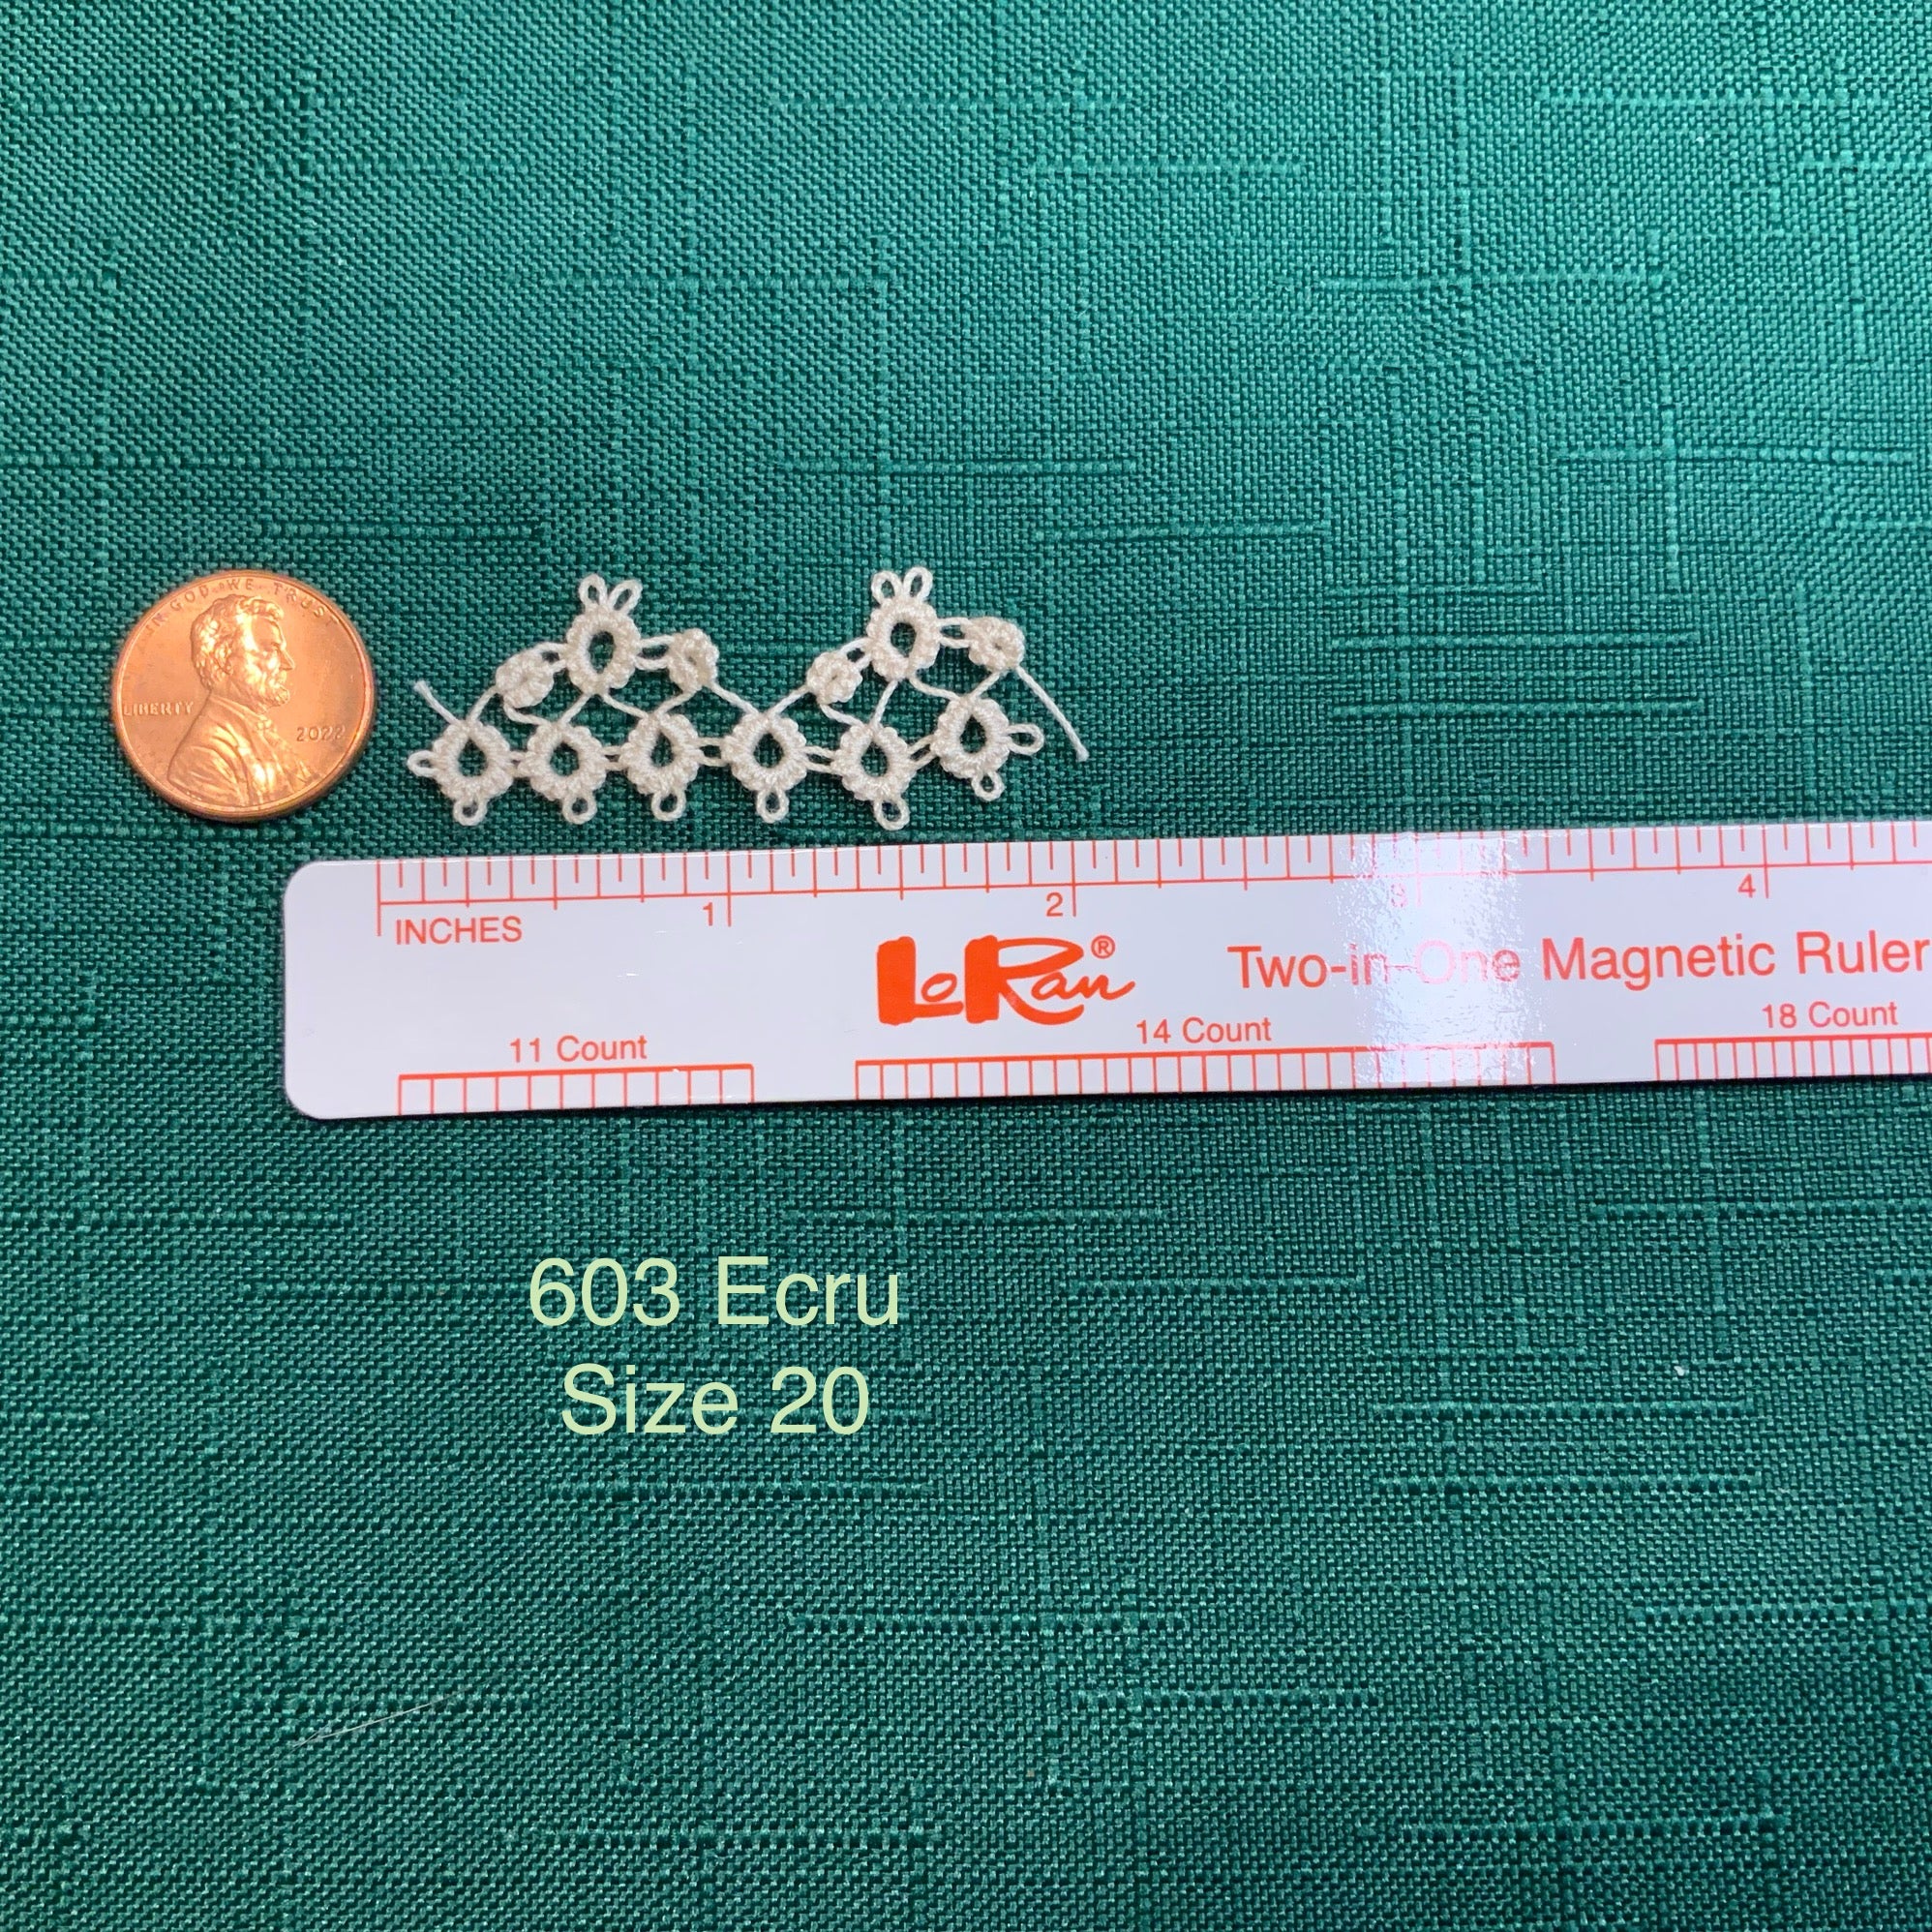 IN GOD WE TRUST
LIBERTY
2022
1 2 3 4
INCHES
LoRan®
Two-in-One Magnetic Ruler
11 Count
14 Count
18 Count
603 Ecru
Size 20